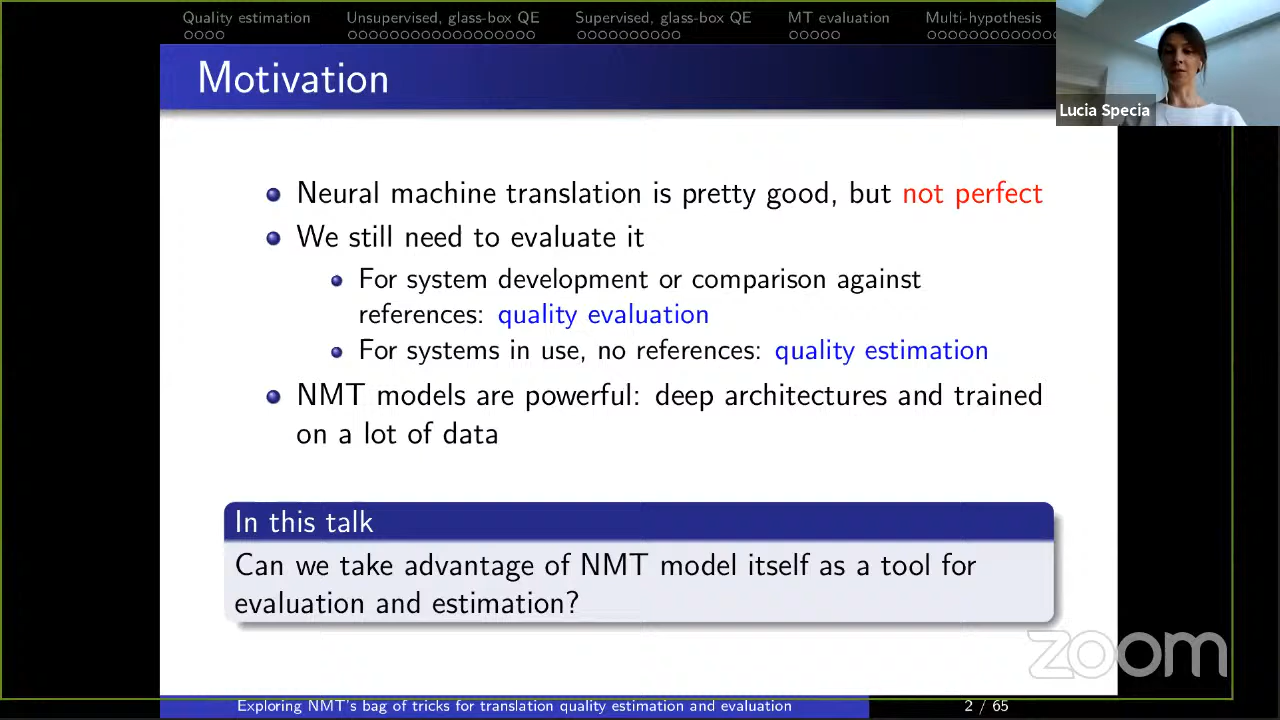 Quality estimation Unsupervised, glass-box QE Supervised, glass-box QE MT evaluation Multi-hypothesis
Motivation
Lucia Specia
Neural machine translation is pretty good, but not perfect
We still need to evaluate it
For system development or comparison against
references: quality evaluation
For systems in use, no references: quality estimation
NMT models are powerful: deep architectures and trained
on a lot of data
In this talk
Can we take advantage of NMT model itself as a tool for
evaluation and estimation?
zoom
Exploring NMT's bag of tricks for translation quality estimation and evaluation 2 / 65